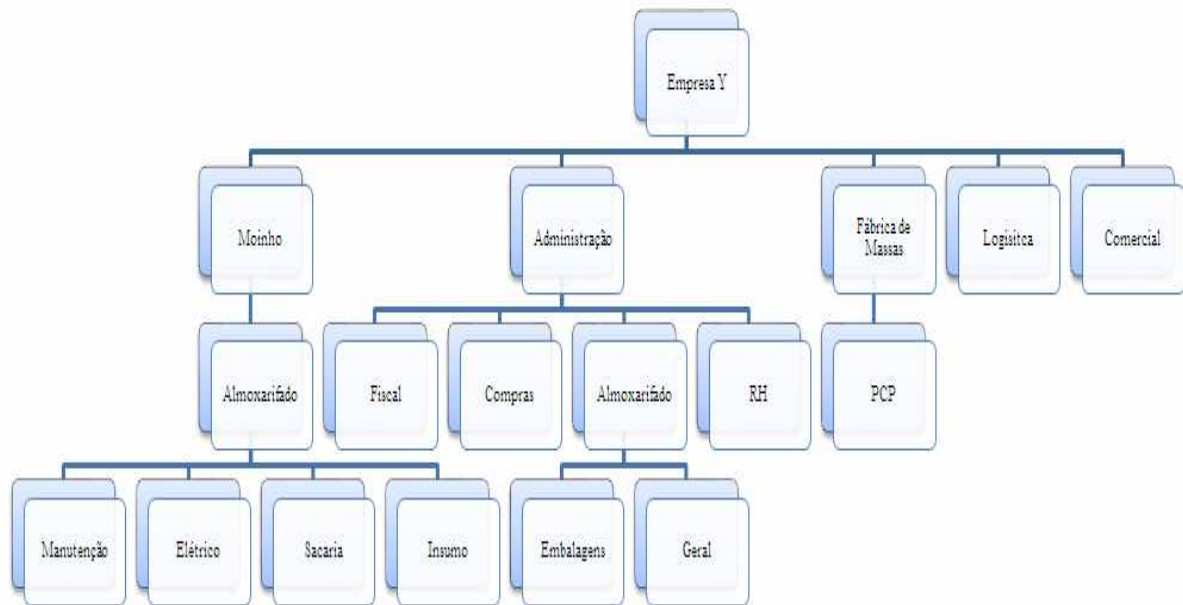 Empresa Y
Moinho
Administração
Fábrica de
Massas
Logisitca
Comercial
Almoxarifado
Fiscal
Compras
Almoxarifado
RH
PCP
Manutenção
Elétrico
Sacaria
Insumo
Embalagens
Geral